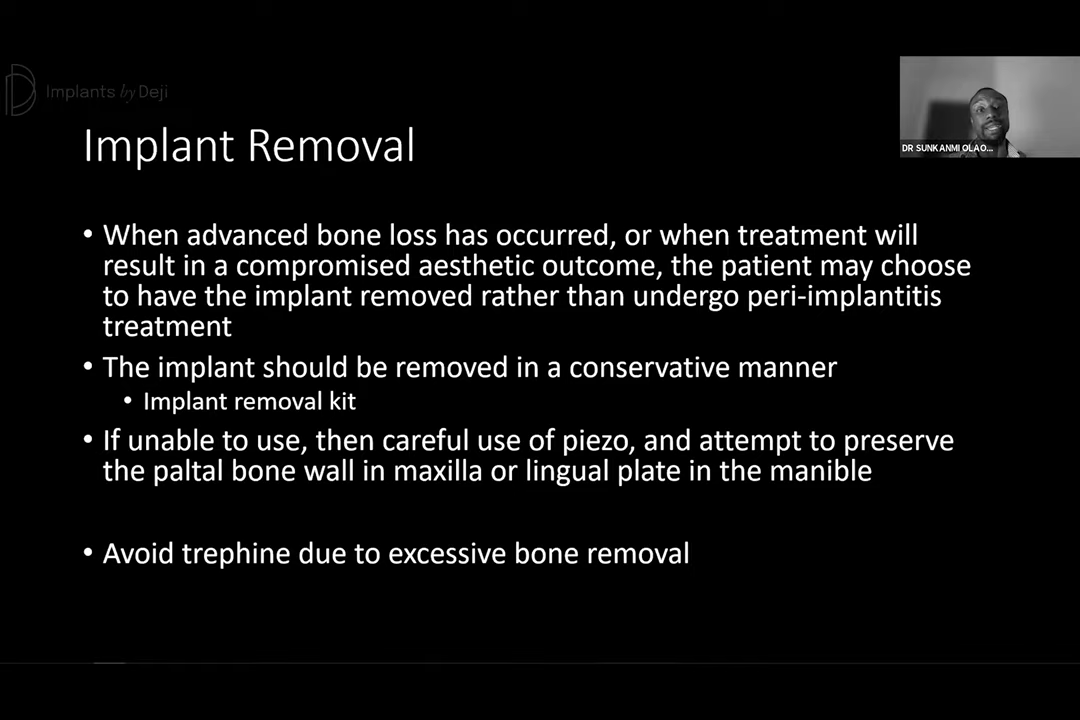 Implants by Deji
DR SUNKANMI OLAO...
Implant Removal
• When advanced bone loss has occurred, or when treatment will
result in a compromised aesthetic outcome, the patient may choose
to have the implant removed rather than undergo peri-implantitis
treatment
• The implant should be removed in a conservative manner
• Implant removal kit
• If unable to use, then careful use of piezo, and attempt to preserve
the paltal bone wall in maxilla or lingual plate in the manible
• Avoid trephine due to excessive bone removal